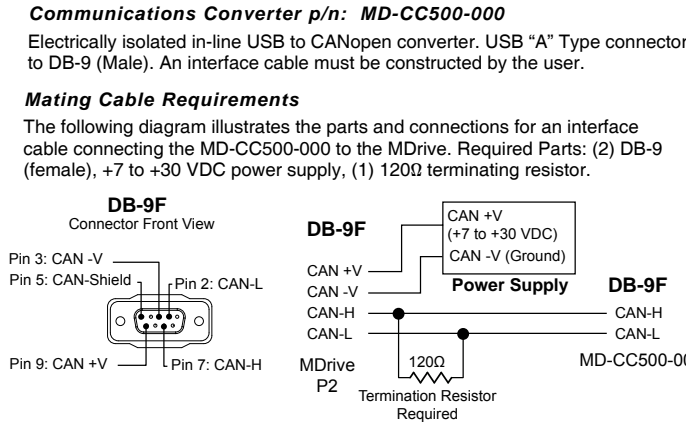 Communications Converter p/n: MD-CC500-000
Electrically isolated in-line USB to CANopen converter. USB “A” Type connector
to DB-9 (Male). An interface cable must be constructed by the user.
Mating Cable Requirements
The following diagram illustrates the parts and connections for an interface
cable connecting the MD-CC500-000 to the MDrive. Required Parts: (2) DB-9
(female), +7 to +30 VDC power supply, (1) 120Ω terminating resistor.
DB-9F
Connector Front View
Pin 3: CAN -V
Pin 5: CAN-Shield
Pin 2: CAN-L
Pin 9: CAN +V
Pin 7: CAN-H
DB-9F
CAN +V
(+7 to +30 VDC)
CAN -V (Ground)
Power Supply
CAN +V
CAN -V
CAN-H
CAN-L
MDrive
P2
120Ω
Termination Resistor
Required
DB-9F
CAN-H
CAN-L
MD-CC500-00